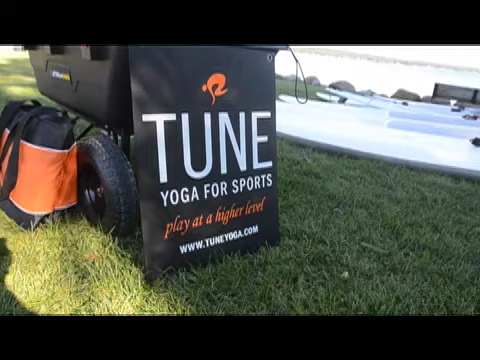 TUNE
YOGA FOR SPORTS
play at a higher level
WWW.TUNEYOGA.COM